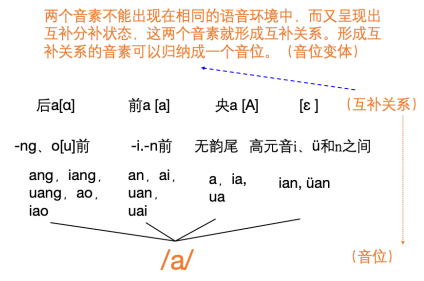 两个音素不能出现在相同的语音环境中，而又呈现出
互补分补状态，这两个音素就形成互补关系。形成互
补关系的音素可以归纳成一个音位。（音位变体）
后a[ɑ] 前a [a] 央a [A] [ɛ ] (互补关系)
-ng、o[u]前 -i.-n前 无韵尾 高元音i、ü和n之间
ang，iang，
uang，ao，
iao
an，ai，
uan，
uai
a，ia,
ua
ian, üan
/a/ (音位)